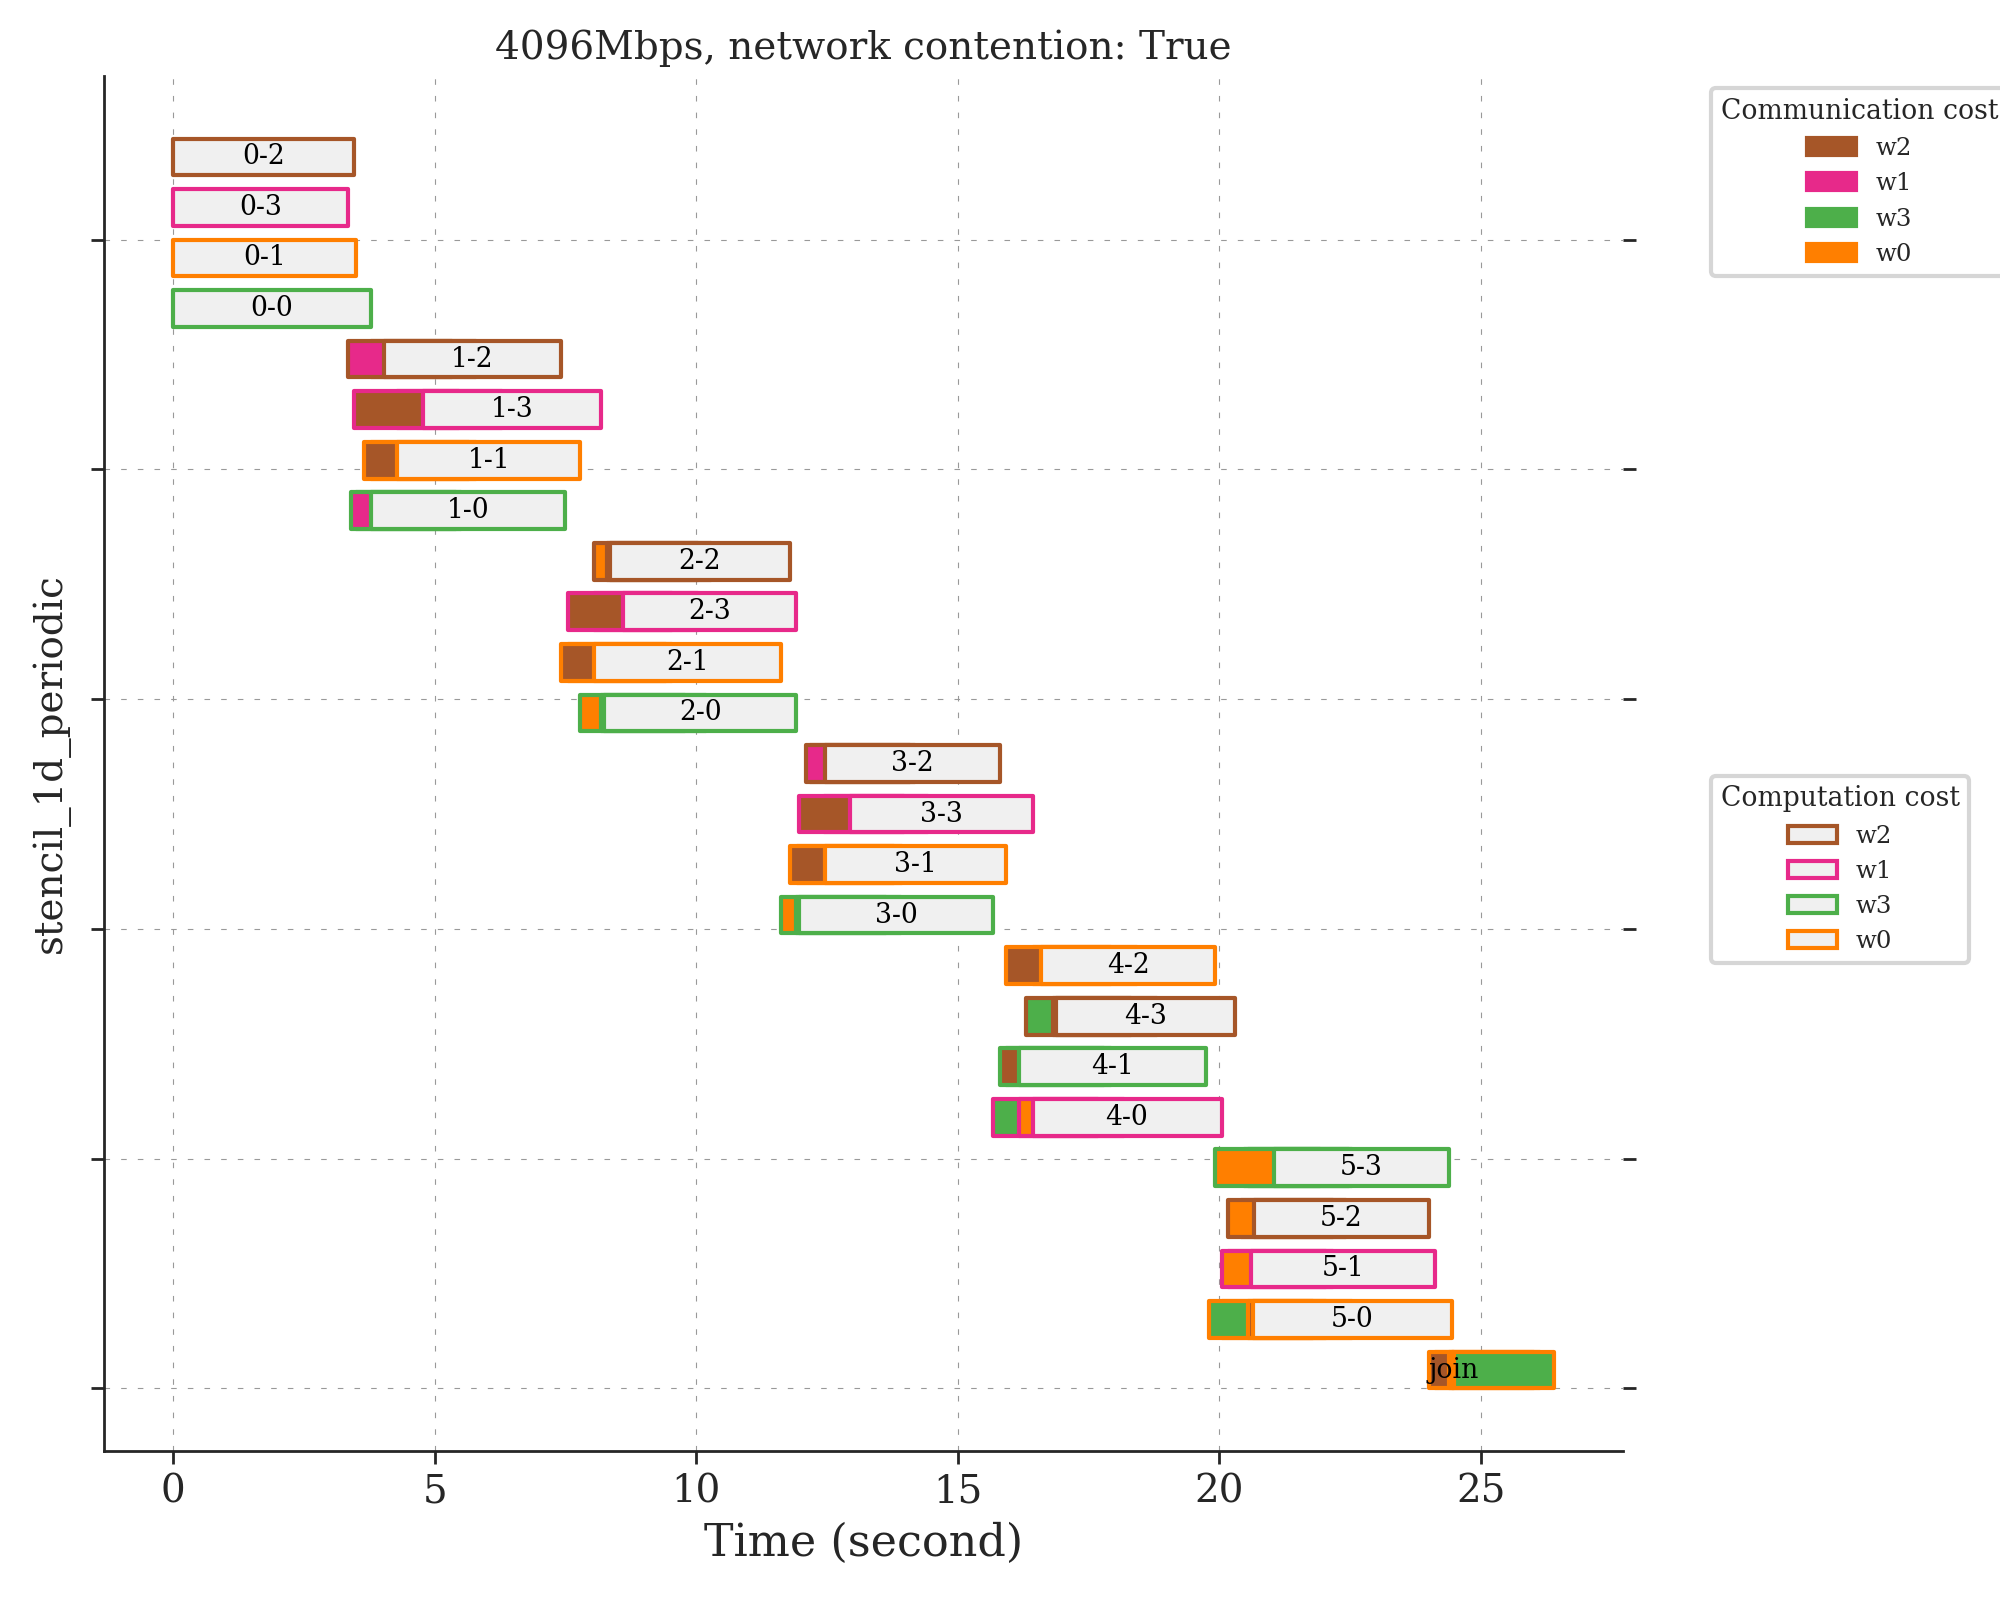 4096Mbps, network contention: True
Communication cost
w2
w1
w3
w0
0-2
0-3
0-1
0-0
1-2
1-3
1-1
1-0
2-2
2-3
2-1
2-0
3-2
3-3
3-1
3-0
4-2
4-3
4-1
4-0
5-3
5-2
5-1
5-0
join
stencil_1d_periodic
Computation cost
w2
w1
w3
w0
0 5 10 15 20 25
Time (second)